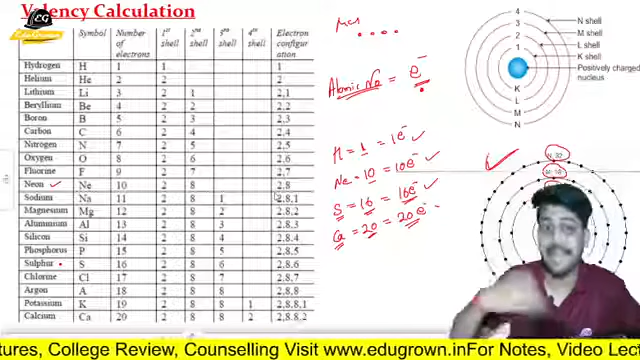 EG
EduGrown
Valency Calculation
Symbol Number of electrons 1st shell 2nd shell 3rd shell 4th shell Electron configuration
Hydrogen H 1 1 1
Helium He 2 2 2
Lithium Li 3 2 1 2,1
Beryllium Be 4 2 2 2,2
Boron B 5 2 3 2,3
Carbon C 6 2 4 2,4
Nitrogen N 7 2 5 2,5
Oxygen O 8 2 6 2,6
Fluorine F 9 2 7 2,7
Neon Ne 10 2 8 2,8
Sodium Na 11 2 8 1 2,8,1
Magnesium Mg 12 2 8 2 2,8,2
Aluminium Al 13 2 8 3 2,8,3
Silicon Si 14 2 8 4 2,8,4
Phosphorus P 15 2 8 5 2,8,5
Sulphur S 16 2 8 6 2,8,6
Chlorine Cl 17 2 8 7 2,8,7
Argon A 18 2 8 8 2,8,8
Potassium K 19 2 8 8 1 2,8,8,1
Calcium Ca 20 2 8 8 2 2,8,8,2
Atomic No = e-
H = 1 = 1e-
Ne = 10 = 10e-
S = 16 = 16e-
Ca = 20 = 20e-
4
3
2
1
K
L
M
N
N shell
M shell
L shell
K shell
Positively charged
nucleus
N: 32
M: 18
tures, College Review, Counselling Visit www.edugrown.inFor Notes, Video Lec